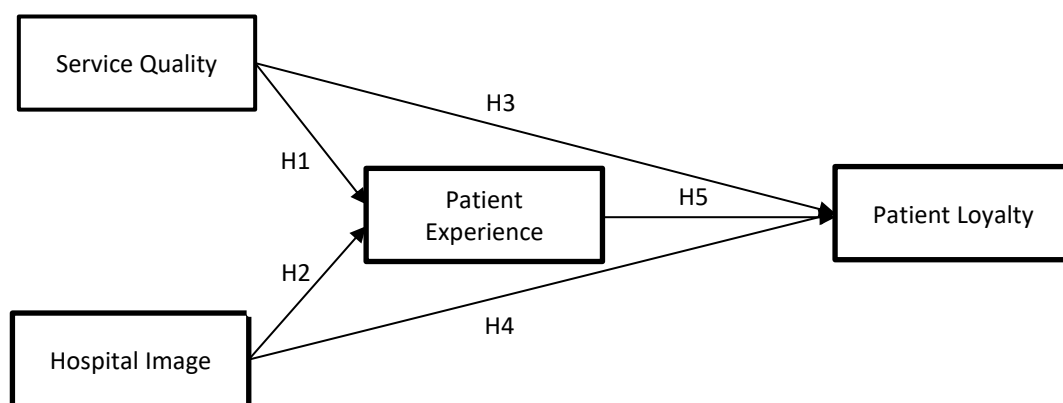 Service Quality
H3
H1
Patient
Experience
H5
Patient Loyalty
H2
H4
Hospital Image